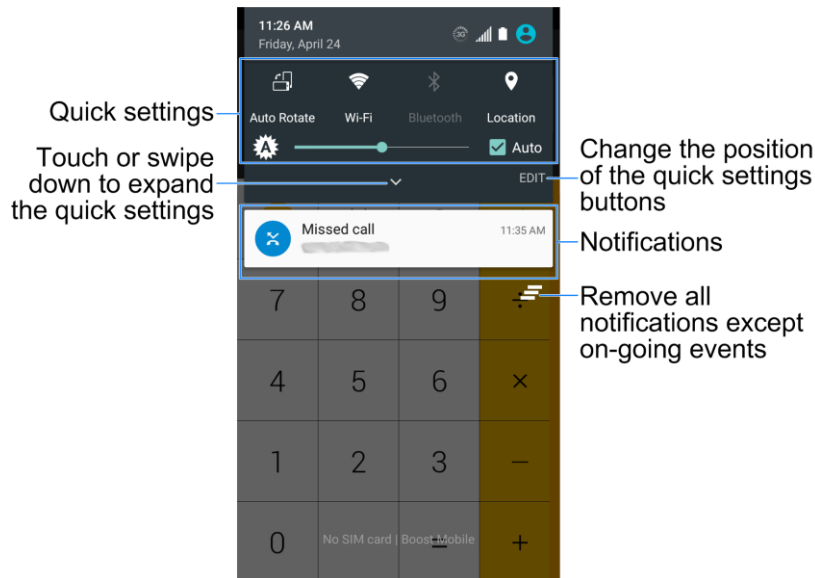 11:26 AM
Friday, April 24
3G
Auto Rotate
Wi-Fi
Bluetooth
Location
A
Auto
EDIT
Missed call
11:35 AM
7 8 9 ÷
4 5 6 ×
1 2 3 −
0 = +
No SIM card | Boost Mobile
Quick settings
Touch or swipe
down to expand
the quick settings
Change the position
of the quick settings
buttons
Notifications
Remove all
notifications except
on-going events